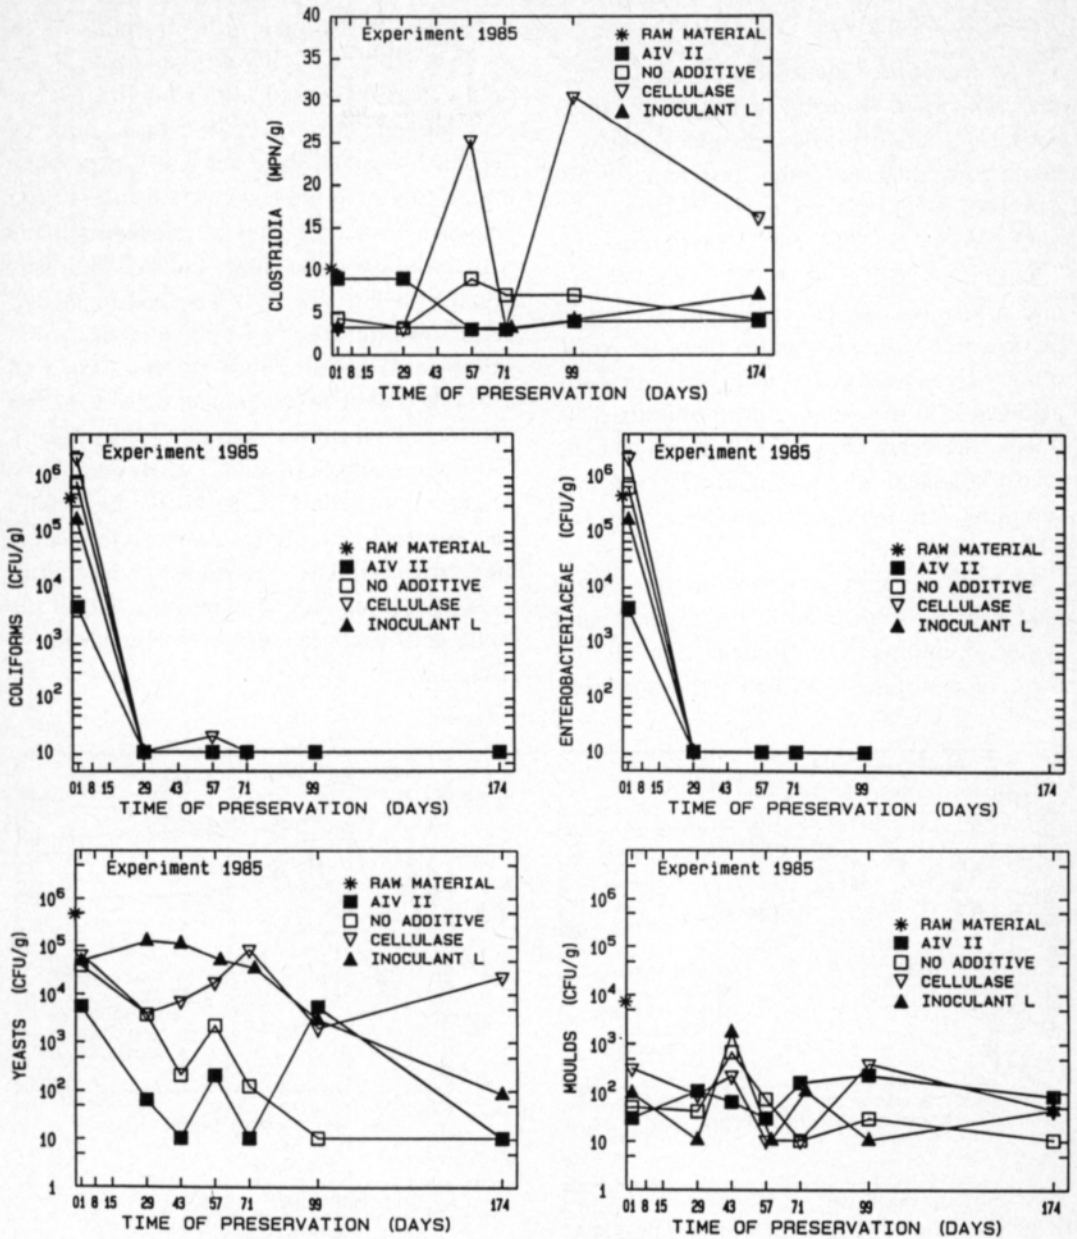 Experiment 1985
RAW MATERIAL
AIV II
NO ADDITIVE
CELLULASE
INOCULANT L
CLOSTRIDIA (MPN/g)
40
35
30
25
20
15
10
5
0
01 8 15 29 43 57 71 99 174
TIME OF PRESERVATION (DAYS)
Experiment 1985
RAW MATERIAL
AIV II
NO ADDITIVE
CELLULASE
INOCULANT L
COLIFORMS (CFU/g)
10⁶
10⁵
10⁴
10³
10²
10
01 8 15 29 43 57 71 99 174
TIME OF PRESERVATION (DAYS)
Experiment 1985
RAW MATERIAL
AIV II
NO ADDITIVE
CELLULASE
INOCULANT L
ENTEROBACTERIACEAE (CFU/g)
10⁶
10⁵
10⁴
10³
10²
10
01 8 15 29 43 57 71 99 174
TIME OF PRESERVATION (DAYS)
Experiment 1985
RAW MATERIAL
AIV II
NO ADDITIVE
CELLULASE
INOCULANT L
YEASTS (CFU/g)
10⁶
10⁵
10⁴
10³
10²
10
1
01 8 15 29 43 57 71 99 174
TIME OF PRESERVATION (DAYS)
Experiment 1985
RAW MATERIAL
AIV II
NO ADDITIVE
CELLULASE
INOCULANT L
MOULDS (CFU/g)
10⁶
10⁵
10⁴
10³
10²
10
1
01 8 15 29 43 57 71 99 174
TIME OF PRESERVATION (DAYS)